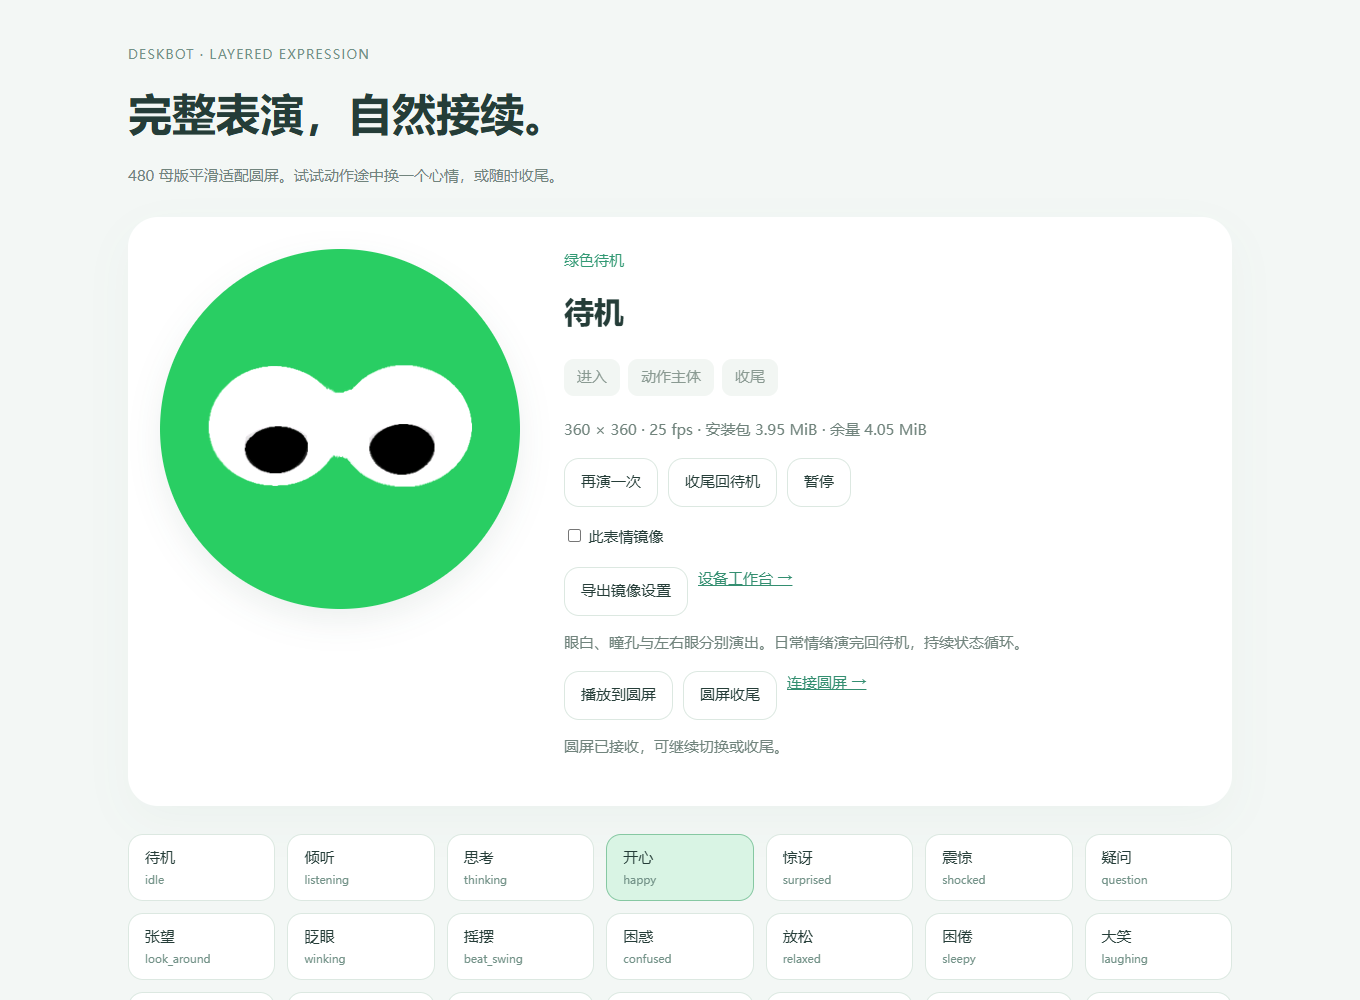 DESKBOT · LAYERED EXPRESSION
完整表演，自然接续。
480 母版平滑适配圆屏。试试动作途中换一个心情，或随时收尾。
绿色待机
待机
进入 动作主体 收尾
360 × 360 · 25 fps · 安装包 3.95 MiB · 余量 4.05 MiB
再演一次 收尾回待机 暂停
此表情镜像
导出镜像设置 设备工作台 →
眼白、瞳孔与左右眼分别演出。日常情绪演完回待机，持续状态循环。
播放到圆屏 圆屏收尾 连接圆屏 →
圆屏已接收，可继续切换或收尾。
待机 倾听 思考 开心 惊讶 震惊 疑问
idle listening thinking happy surprised shocked question
张望 眨眼 摇摆 困惑 放松 困倦 大笑
look_around winking beat_swing confused relaxed sleepy laughing